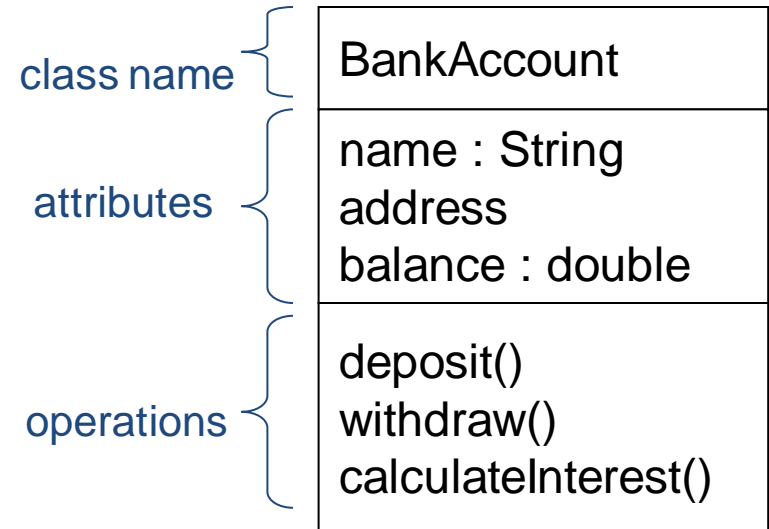 class name
BankAccount
attributes
name : String
address
balance : double
operations
deposit()
withdraw()
calculateInterest()